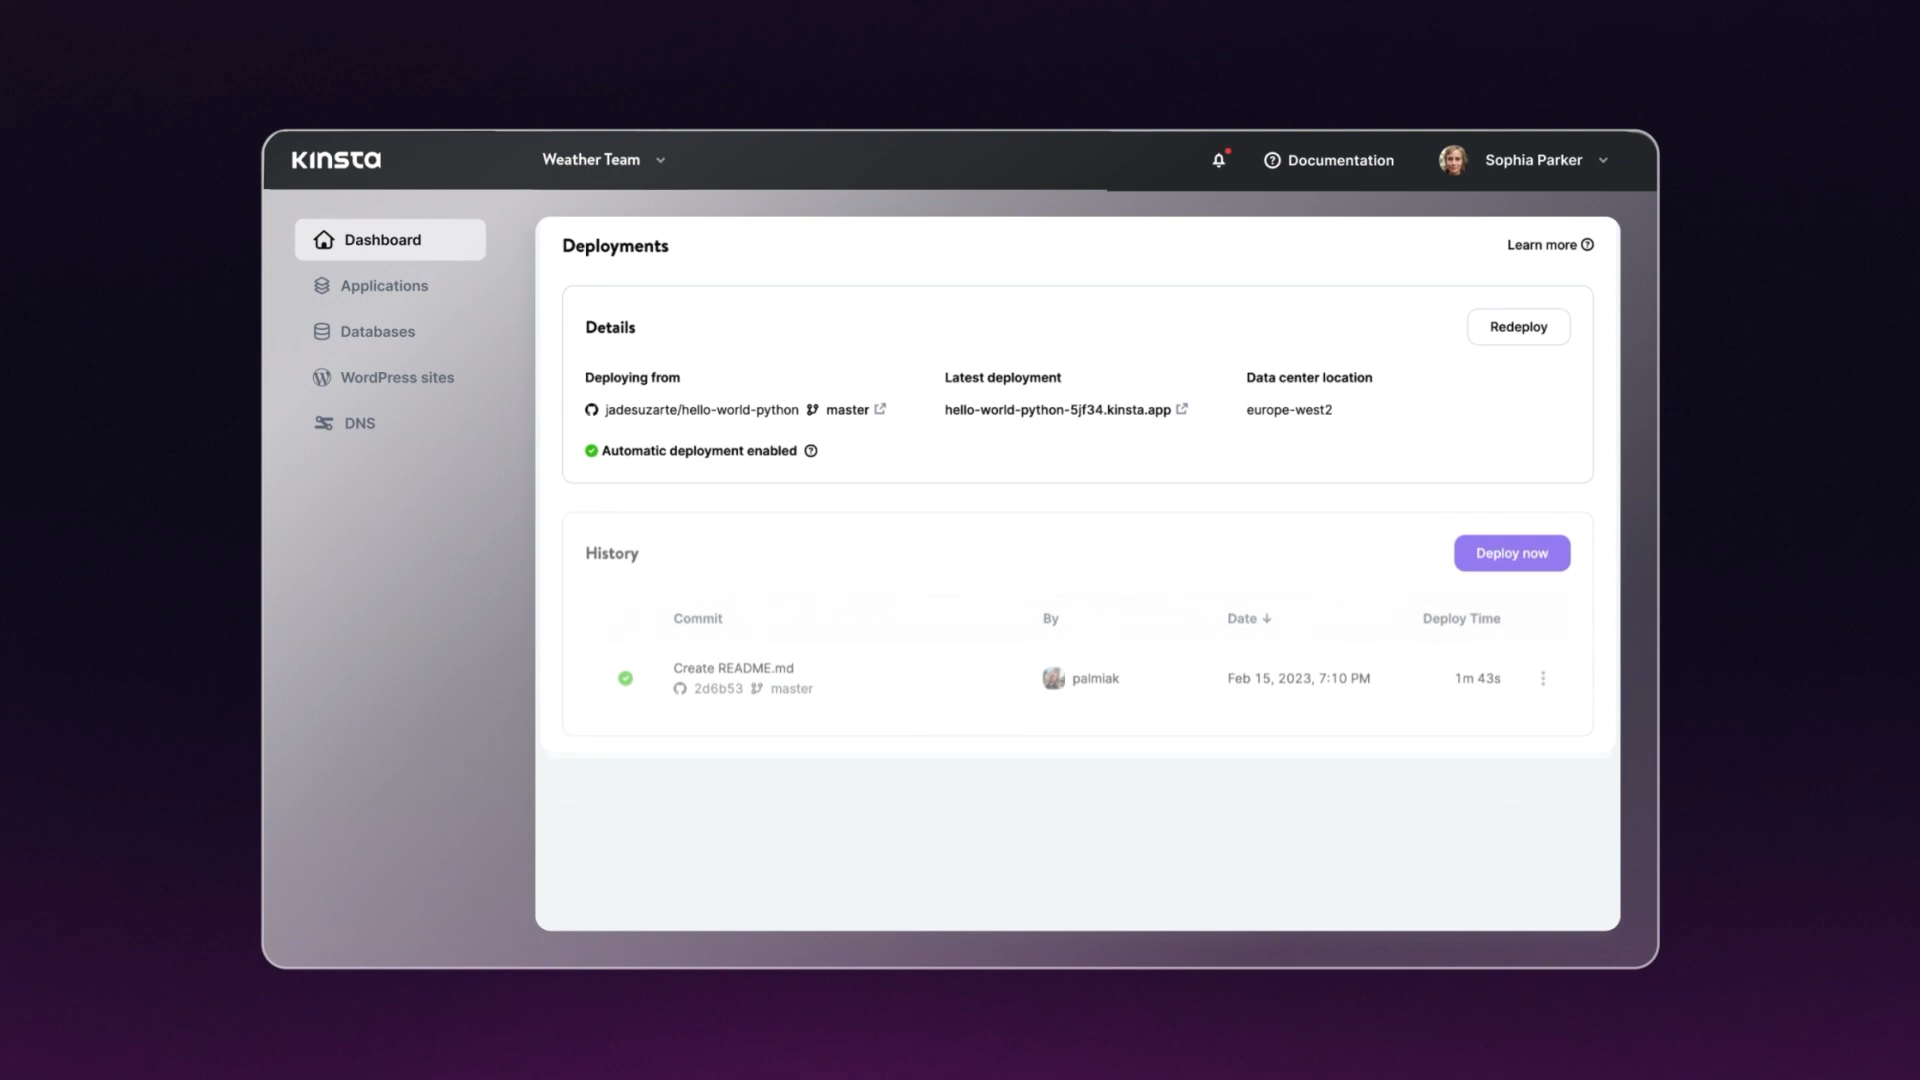 KINSTA
Weather Team
Documentation
Sophia Parker
Dashboard
Applications
Databases
WordPress sites
DNS
Deployments
Learn more
Details
Redeploy
Deploying from
Latest deployment
Data center location
jadesuzarte/hello-world-python master
hello-world-python-5jf34.kinsta.app
europe-west2
Automatic deployment enabled
History
Deploy now
Commit
By
Date ↓
Deploy Time
Create README.md
2d6b53 master
palmiak
Feb 15, 2023, 7:10 PM
1m 43s